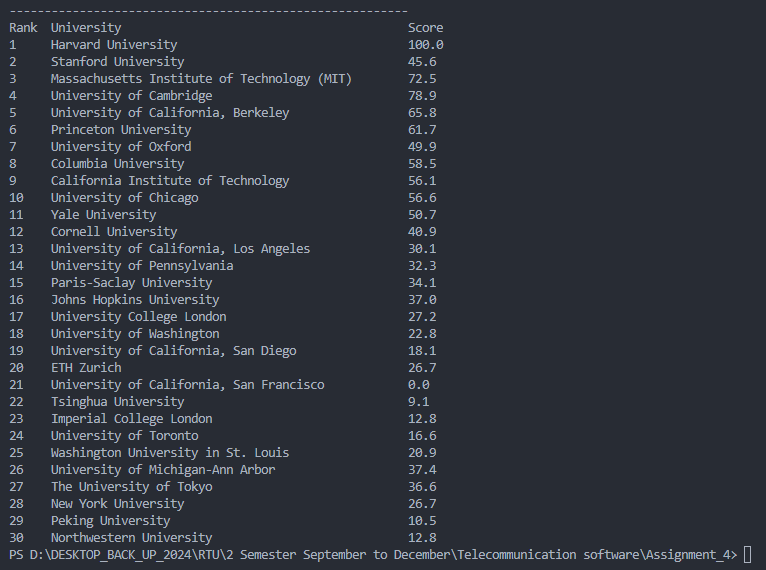 ---------------------------------------------------------
Rank  University                                         Score
1     Harvard University                                 100.0
2     Stanford University                                45.6
3     Massachusetts Institute of Technology (MIT)        72.5
4     University of Cambridge                            78.9
5     University of California, Berkeley                 65.8
6     Princeton University                               61.7
7     University of Oxford                               49.9
8     Columbia University                                58.5
9     California Institute of Technology                 56.1
10    University of Chicago                              56.6
11    Yale University                                    50.7
12    Cornell University                                 40.9
13    University of California, Los Angeles              30.1
14    University of Pennsylvania                         32.3
15    Paris-Saclay University                            34.1
16    Johns Hopkins University                           37.0
17    University College London                          27.2
18    University of Washington                           22.8
19    University of California, San Diego                18.1
20    ETH Zurich                                         26.7
21    University of California, San Francisco            0.0
22    Tsinghua University                                9.1
23    Imperial College London                            12.8
24    University of Toronto                              16.6
25    Washington University in St. Louis                 20.9
26    University of Michigan-Ann Arbor                   37.4
27    The University of Tokyo                            36.6
28    New York University                                26.7
29    Peking University                                  10.5
30    Northwestern University                            12.8
PS D:\DESKTOP_BACK_UP_2024\RTU\2 Semester September to December\Telecommunication software\Assignment_4>